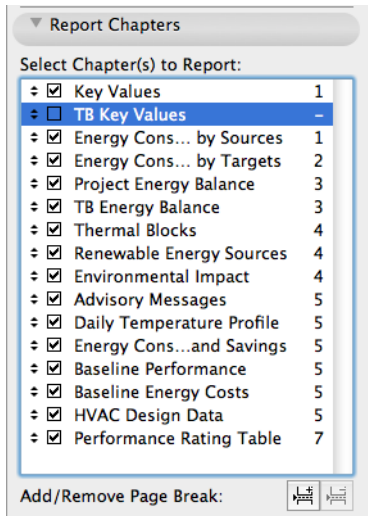 Report Chapters
Select Chapter(s) to Report:
Key Values 1
TB Key Values –
Energy Cons... by Sources 1
Energy Cons... by Targets 2
Project Energy Balance 3
TB Energy Balance 3
Thermal Blocks 4
Renewable Energy Sources 4
Environmental Impact 4
Advisory Messages 5
Daily Temperature Profile 5
Energy Cons...and Savings 5
Baseline Performance 5
Baseline Energy Costs 5
HVAC Design Data 5
Performance Rating Table 7
Add/Remove Page Break: